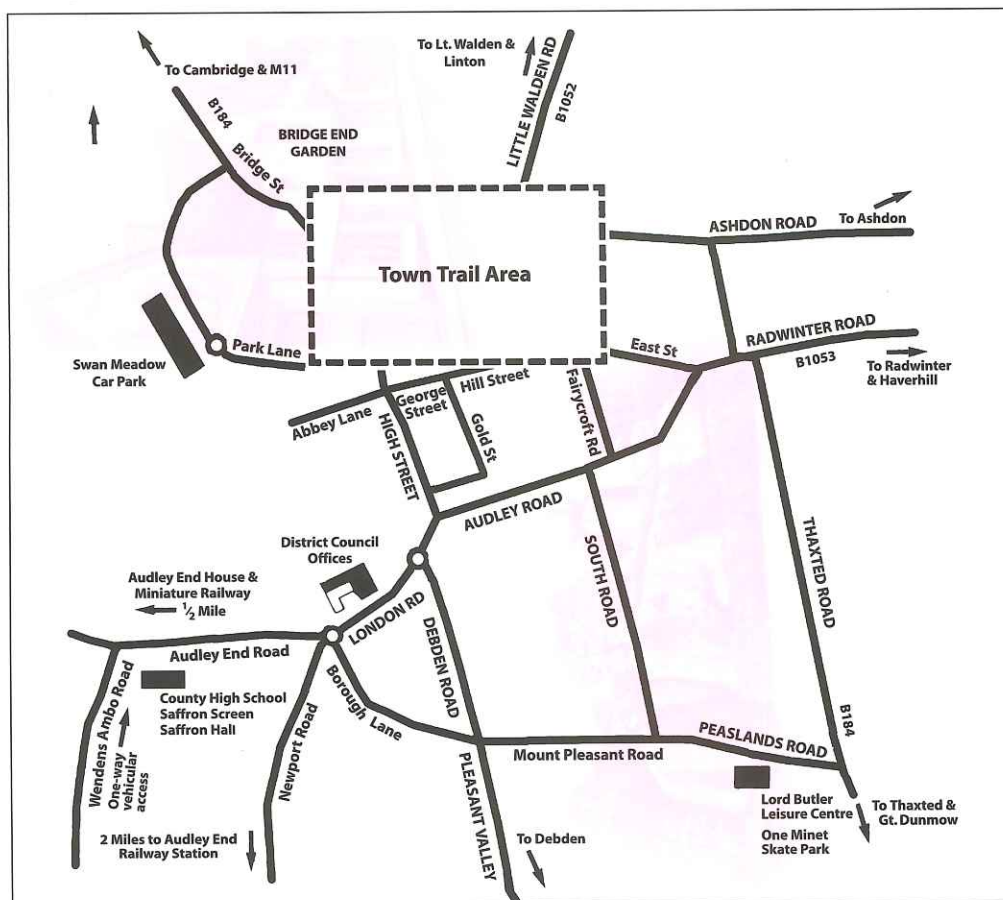 To Cambridge & M11
B184
Bridge St
BRIDGE END
GARDEN
To Lt. Walden &
Linton
LITTLE WALDEN RD
B1052
ASHDON ROAD
To Ashdon
Town Trail Area
Swan Meadow
Car Park
Park Lane
East St
RADWINTER ROAD
B1053
To Radwinter
& Haverhill
Abbey Lane
George
Street
Hill Street
Gold St
HIGH STREET
Fairycroft Rd
AUDLEY ROAD
District Council
Offices
LONDON RD
Audley End House &
Miniature Railway
1/2 Mile
Audley End Road
SOUTH ROAD
THAXTED ROAD
B184
DEBDEN ROAD
Borough Lane
Newport Road
County High School
Saffron Screen
Saffron Hall
Wendens Ambo Road
One-way
vehicular
access
2 Miles to Audley End
Railway Station
Mount Pleasant Road
PEASLANDS ROAD
PLEASANT VALLEY
To Debden
Lord Butler
Leisure Centre
One Minet
Skate Park
To Thaxted &
Gt. Dunmow